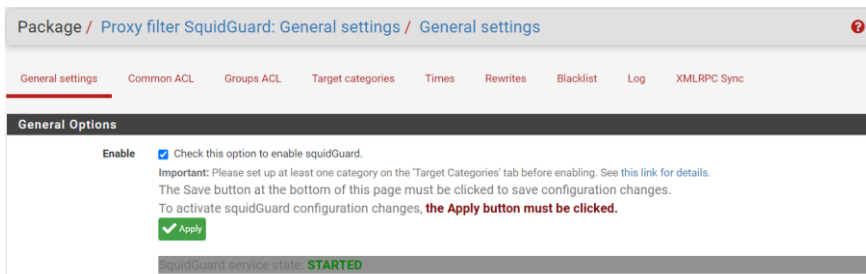 Package / Proxy filter SquidGuard: General settings / General settings
General settings Common ACL Groups ACL Target categories Times Rewrites Blacklist Log XMLRPC Sync
General Options
Enable Check this option to enable squidGuard.
Important: Please set up at least one category on the 'Target Categories' tab before enabling. See this link for details.
The Save button at the bottom of this page must be clicked to save configuration changes.
To activate squidGuard configuration changes, the Apply button must be clicked.
Apply
SquidGuard service state: STARTED